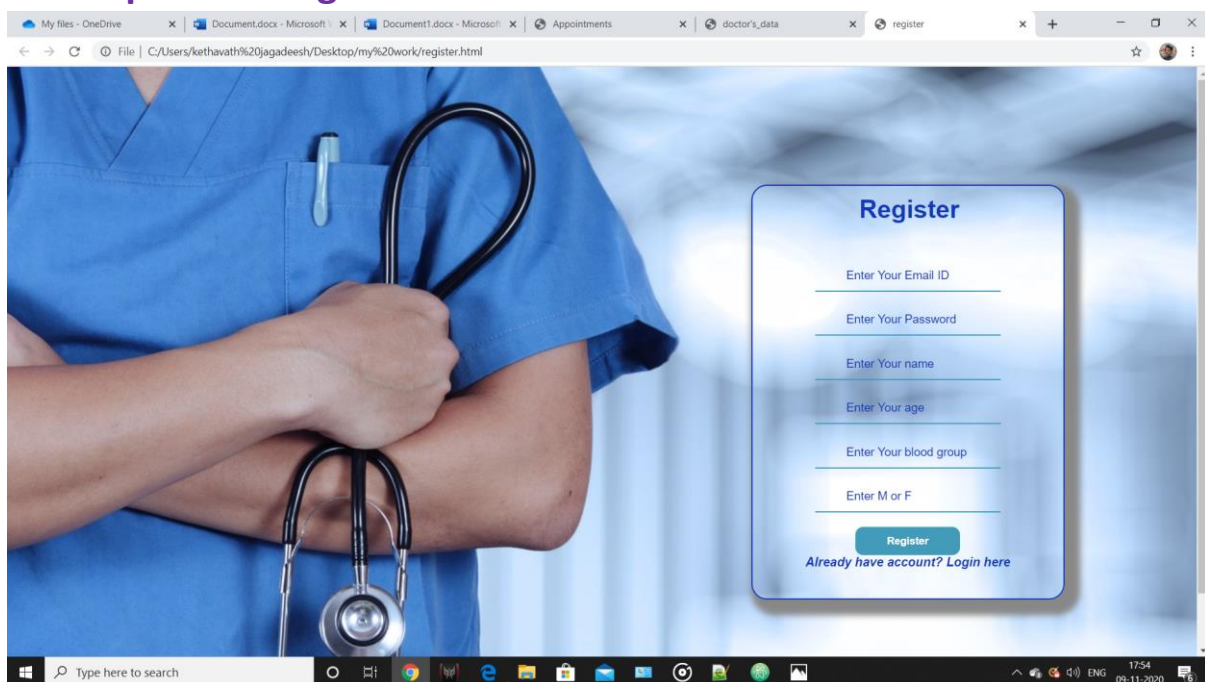 My files - OneDrive
Document.docx - Microsoft
Document1.docx - Microsoft
Appointments
doctor's_data
register
File | C:/Users/kethavath%20jagadeesh/Desktop/my%20work/register.html
Register
Enter Your Email ID
Enter Your Password
Enter Your name
Enter Your age
Enter Your blood group
Enter M or F
Register
Already have account? Login here
Type here to search
ENG
17:54
09-11-2020
6